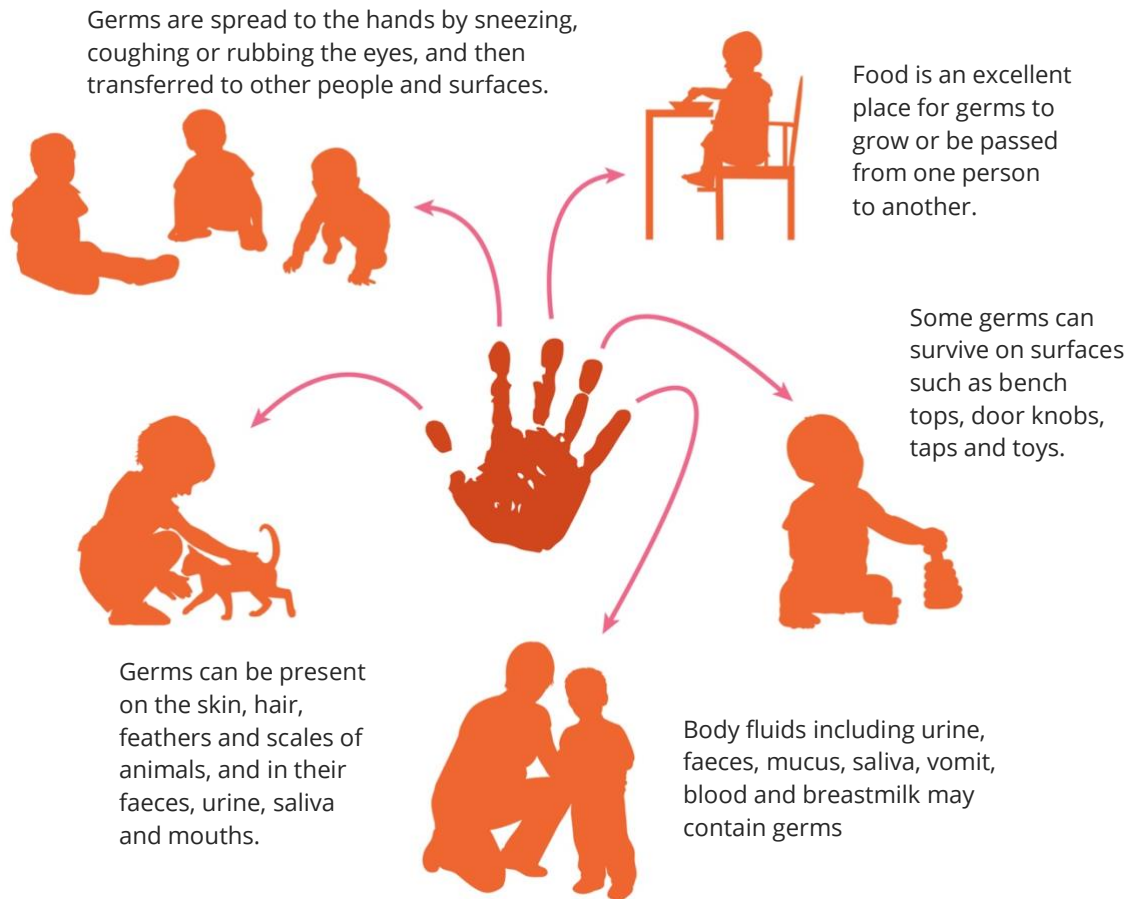 Germs are spread to the hands by sneezing,
coughing or rubbing the eyes, and then
transferred to other people and surfaces.
Food is an excellent
place for germs to
grow or be passed
from one person
to another.
Some germs can
survive on surfaces
such as bench
tops, door knobs,
taps and toys.
Germs can be present
on the skin, hair,
feathers and scales of
animals, and in their
faeces, urine, saliva
and mouths.
Body fluids including urine,
faeces, mucus, saliva, vomit,
blood and breastmilk may
contain germs